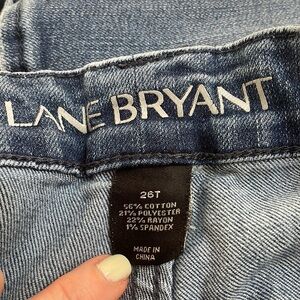 LANE BRYANT
26T
56% COTTON
21% POLYESTER
22% RAYON
1% SPANDEX
MADE IN
CHINA